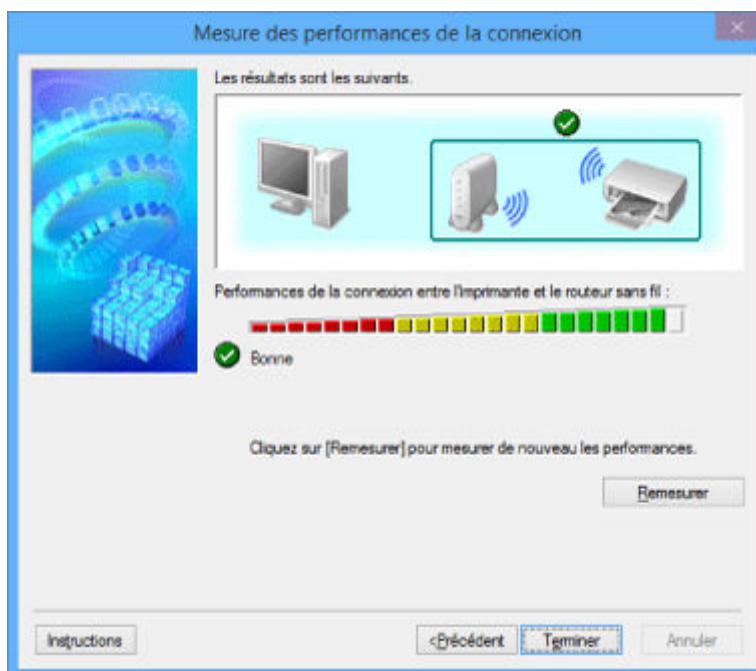 Mesure des performances de la connexion
Les résultats sont les suivants.
Performances de la connexion entre l'imprimante et le routeur sans fil :
Bonne
Cliquez sur [Remesurer] pour mesurer de nouveau les performances.
Remesurer
Instructions
<Précédent
Terminer
Annuler